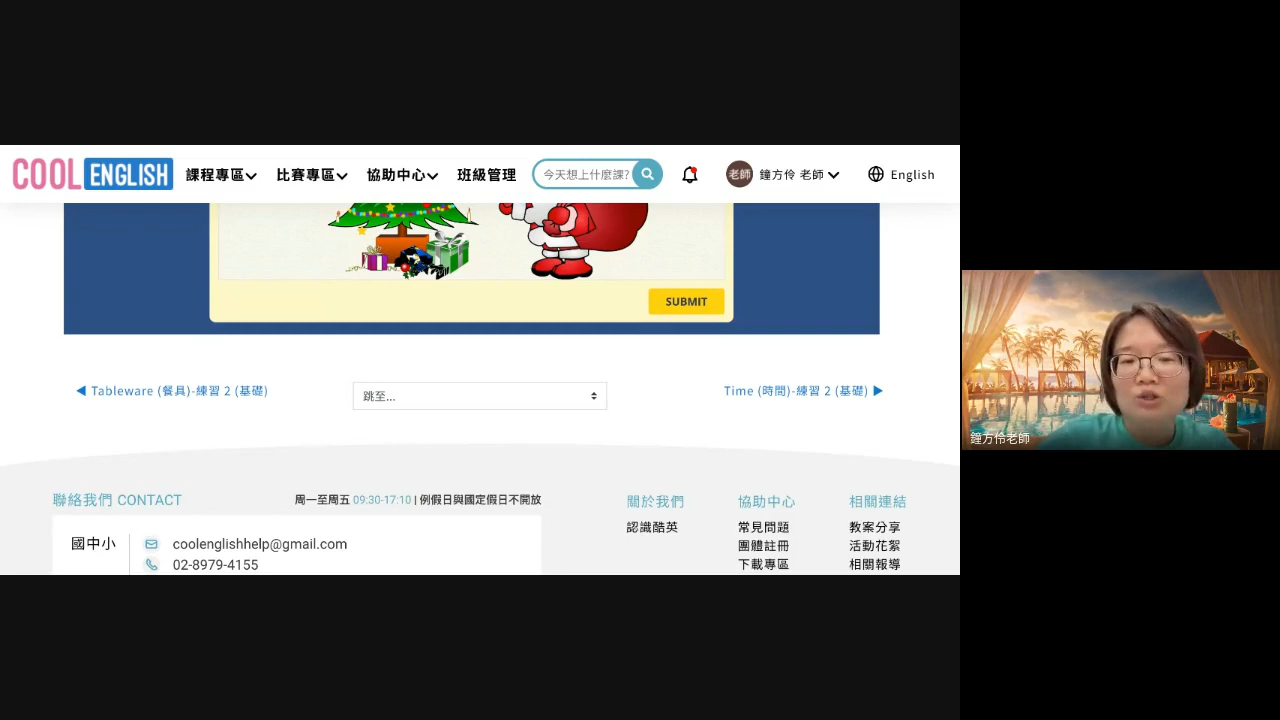 COOL ENGLISH 課程專區 比賽專區 協助中心 班級管理 今天想上什麼課? 老師 鐘方伶 老師 English
SUBMIT
◀ Tableware (餐具)-練習 2 (基礎) 跳至... Time (時間)-練習 2 (基礎) ▶
鐘方伶老師
聯絡我們 CONTACT 周一至周五 09:30-17:10 | 例假日與國定假日不開放 關於我們 協助中心 相關連結
認識酷英 常見問題 教案分享
國中小 coolenglishhelp@gmail.com 團體註冊 活動花絮
02-8979-4155 下載專區 相關報導